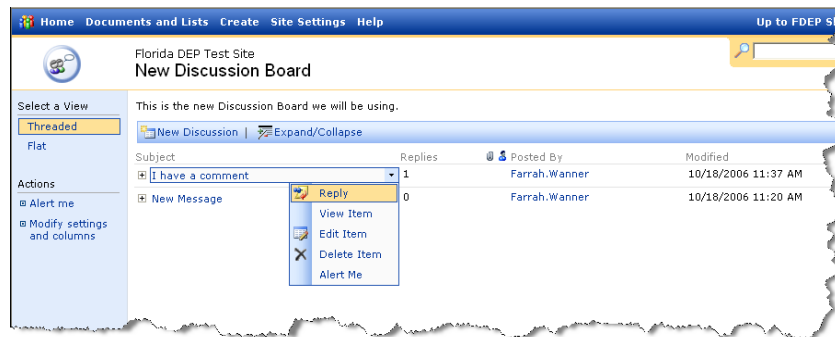 Home Documents and Lists Create Site Settings Help Up to FDEP
Florida DEP Test Site
New Discussion Board
Select a View
Threaded
Flat
Actions
Alert me
Modify settings
and columns
This is the new Discussion Board we will be using.
New Discussion | Expand/Collapse
Subject Replies Posted By Modified
I have a comment 1 Farrah.Wanner 10/18/2006 11:37 AM
New Message 0 Farrah.Wanner 10/18/2006 11:20 AM
Reply
View Item
Edit Item
Delete Item
Alert Me